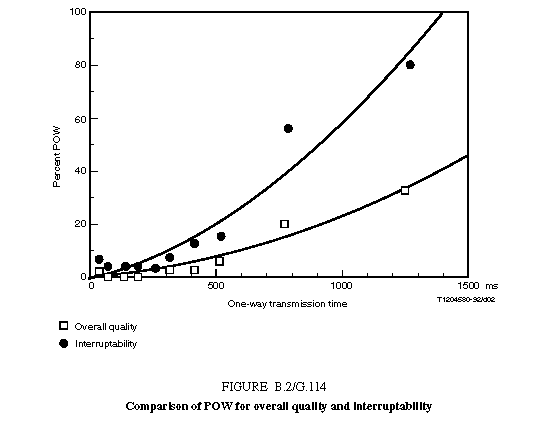 100
80
60
40
20
0
Percent POW
0 500 1000 1500 ms
One-way transmission time
T1204580-92/d02
Overall quality
Interruptability
FIGURE B.2/G.114
Comparison of POW for overall quality and interruptability